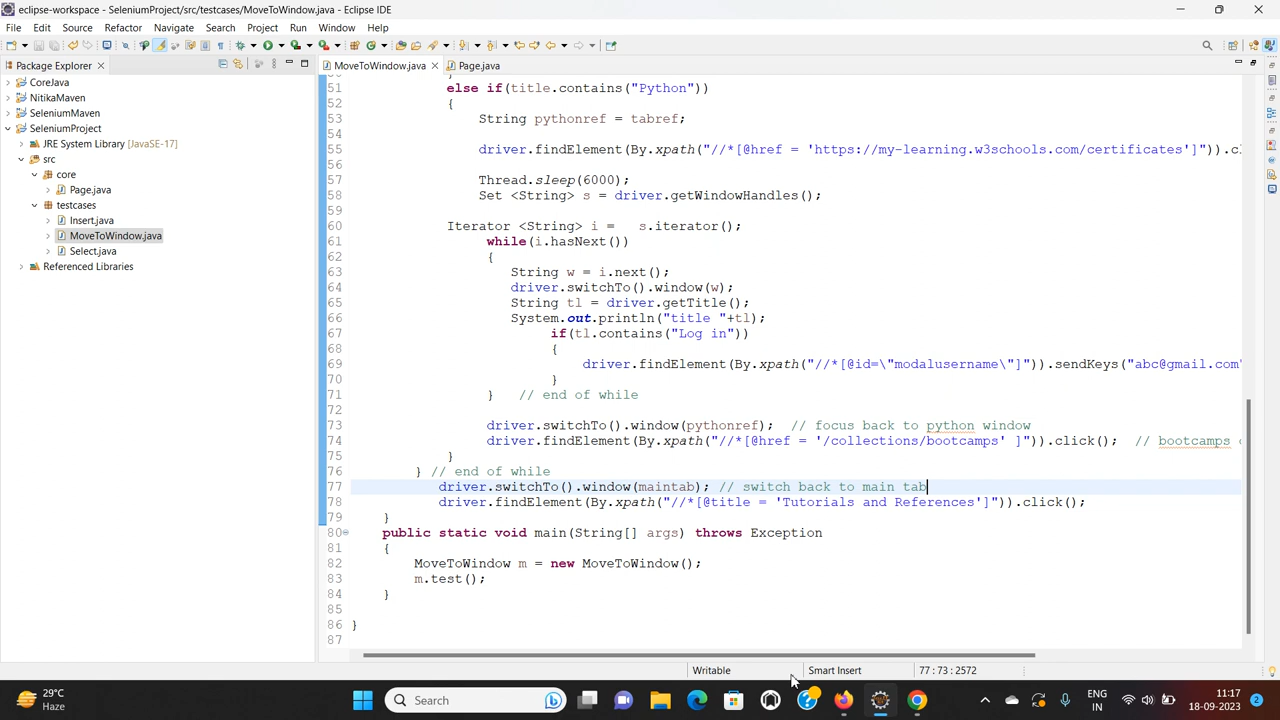 eclipse-workspace - SeleniumProject/src/testcases/MoveToWindow.java - Eclipse IDE
File Edit Source Refactor Navigate Search Project Run Window Help
Package Explorer
MoveToWindow.java Page.java
CoreJava
NitikaMaven
SeleniumMaven
SeleniumProject
JRE System Library [JavaSE-17]
src
core
Page.java
testcases
Insert.java
MoveToWindow.java
Select.java
Referenced Libraries
51 else if(title.contains("Python"))
52 {
53 String pythonref = tabref;
54
55 driver.findElement(By.xpath("//*[@href = 'https://my-learning.w3schools.com/certificates']")).cl
56
57 Thread.sleep(6000);
58 Set <String> s = driver.getWindowHandles();
59
60 Iterator <String> i = s.iterator();
61 while(i.hasNext())
62 {
63 String w = i.next();
64 driver.switchTo().window(w);
65 String tl = driver.getTitle();
66 System.out.println("title "+tl);
67 if(tl.contains("Log in"))
68 {
69 driver.findElement(By.xpath("//*[@id=\"modalusername\"]")).sendKeys("abc@gmail.com"
70 }
71 } // end of while
72
73 driver.switchTo().window(pythonref); // focus back to python window
74 driver.findElement(By.xpath("//*[@href = '/collections/bootcamps' ]")).click(); // bootcamps
75 }
76 } // end of while
77 driver.switchTo().window(maintab); // switch back to main tab
78 driver.findElement(By.xpath("//*[@title = 'Tutorials and References']")).click();
79 }
80 public static void main(String[] args) throws Exception
81 {
82 MoveToWindow m = new MoveToWindow();
83 m.test();
84 }
85
86 }
87
Writable Smart Insert 77 : 73 : 2572
29°C
Haze
Search
ENG
IN
11:17
18-09-2023
2